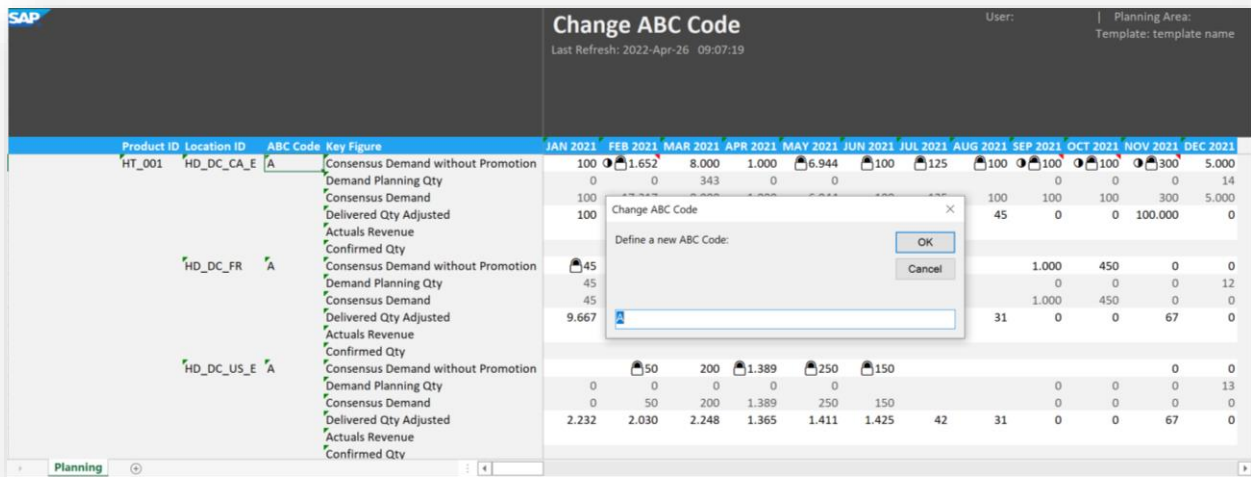 SAP
Change ABC Code
User: | Planning Area:
Last Refresh: 2022-Apr-26 09:07:19
Template: template name
Product ID Location ID ABC Code Key Figure JAN 2021 FEB 2021 MAR 2021 APR 2021 MAY 2021 JUN 2021 JUL 2021 AUG 2021 SEP 2021 OCT 2021 NOV 2021 DEC 2021
HT_001 HD_DC_CA_E A Consensus Demand without Promotion 100 1.652 8.000 1.000 6.944 100 125 100 100 100 300 5.000
Demand Planning Qty 0 0 343 0 0 0 0 0 14
Consensus Demand 100 100 100 100 300 5.000
Delivered Qty Adjusted 100 45 0 0 100.000 0
Actuals Revenue
Confirmed Qty
Change ABC Code
Define a new ABC Code:
OK
Cancel
A
HD_DC_FR A Consensus Demand without Promotion 45 1.000 450 0 0
Demand Planning Qty 45 0 0 0 12
Consensus Demand 45 1.000 450 0 0
Delivered Qty Adjusted 9.667 31 0 0 67 0
Actuals Revenue
Confirmed Qty
HD_DC_US_E A Consensus Demand without Promotion 50 200 1.389 250 150 0 0
Demand Planning Qty 0 0 0 0 0 0 0 0 13
Consensus Demand 0 50 200 1.389 250 150 0 0 0 0
Delivered Qty Adjusted 2.232 2.030 2.248 1.365 1.411 1.425 42 31 0 0 67 0
Actuals Revenue
Confirmed Qty
Planning